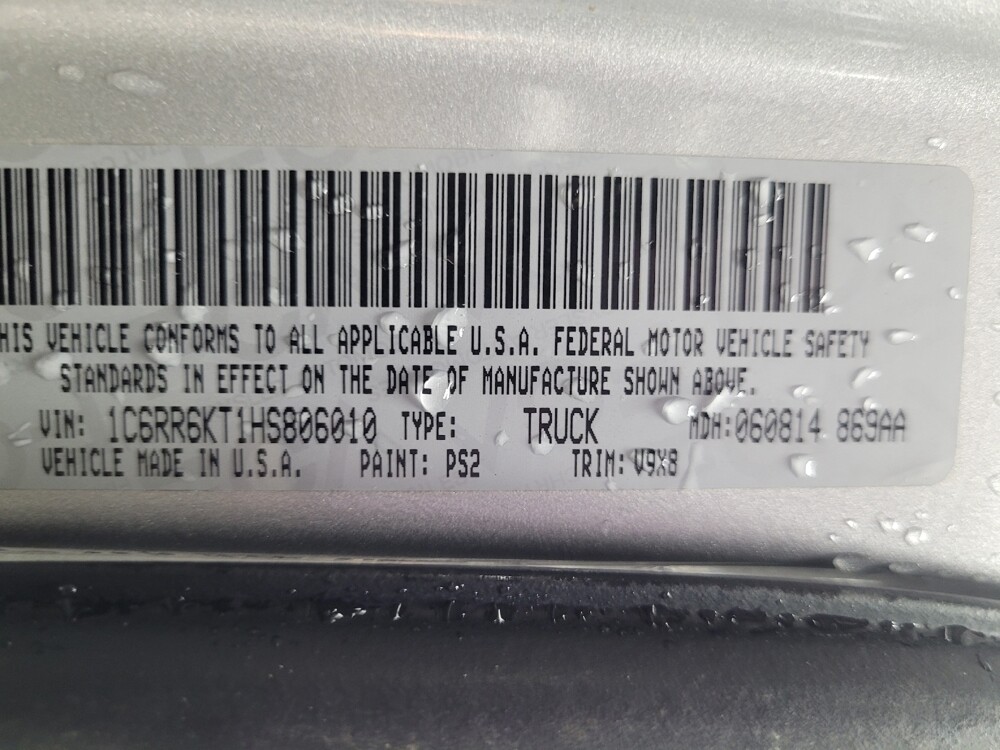 HIS VEHICLE CONFORMS TO ALL APPLICABLE U.S.A. FEDERAL MOTOR VEHICLE SAFETY
STANDARDS IN EFFECT ON THE DATE OF MANUFACTURE SHOWN ABOVE.
VIN: 1C6RR6KT1HS806010 TYPE: TRUCK MDH:060814 869AA
VEHICLE MADE IN U.S.A. PAINT: PS2 TRIM: V9X8